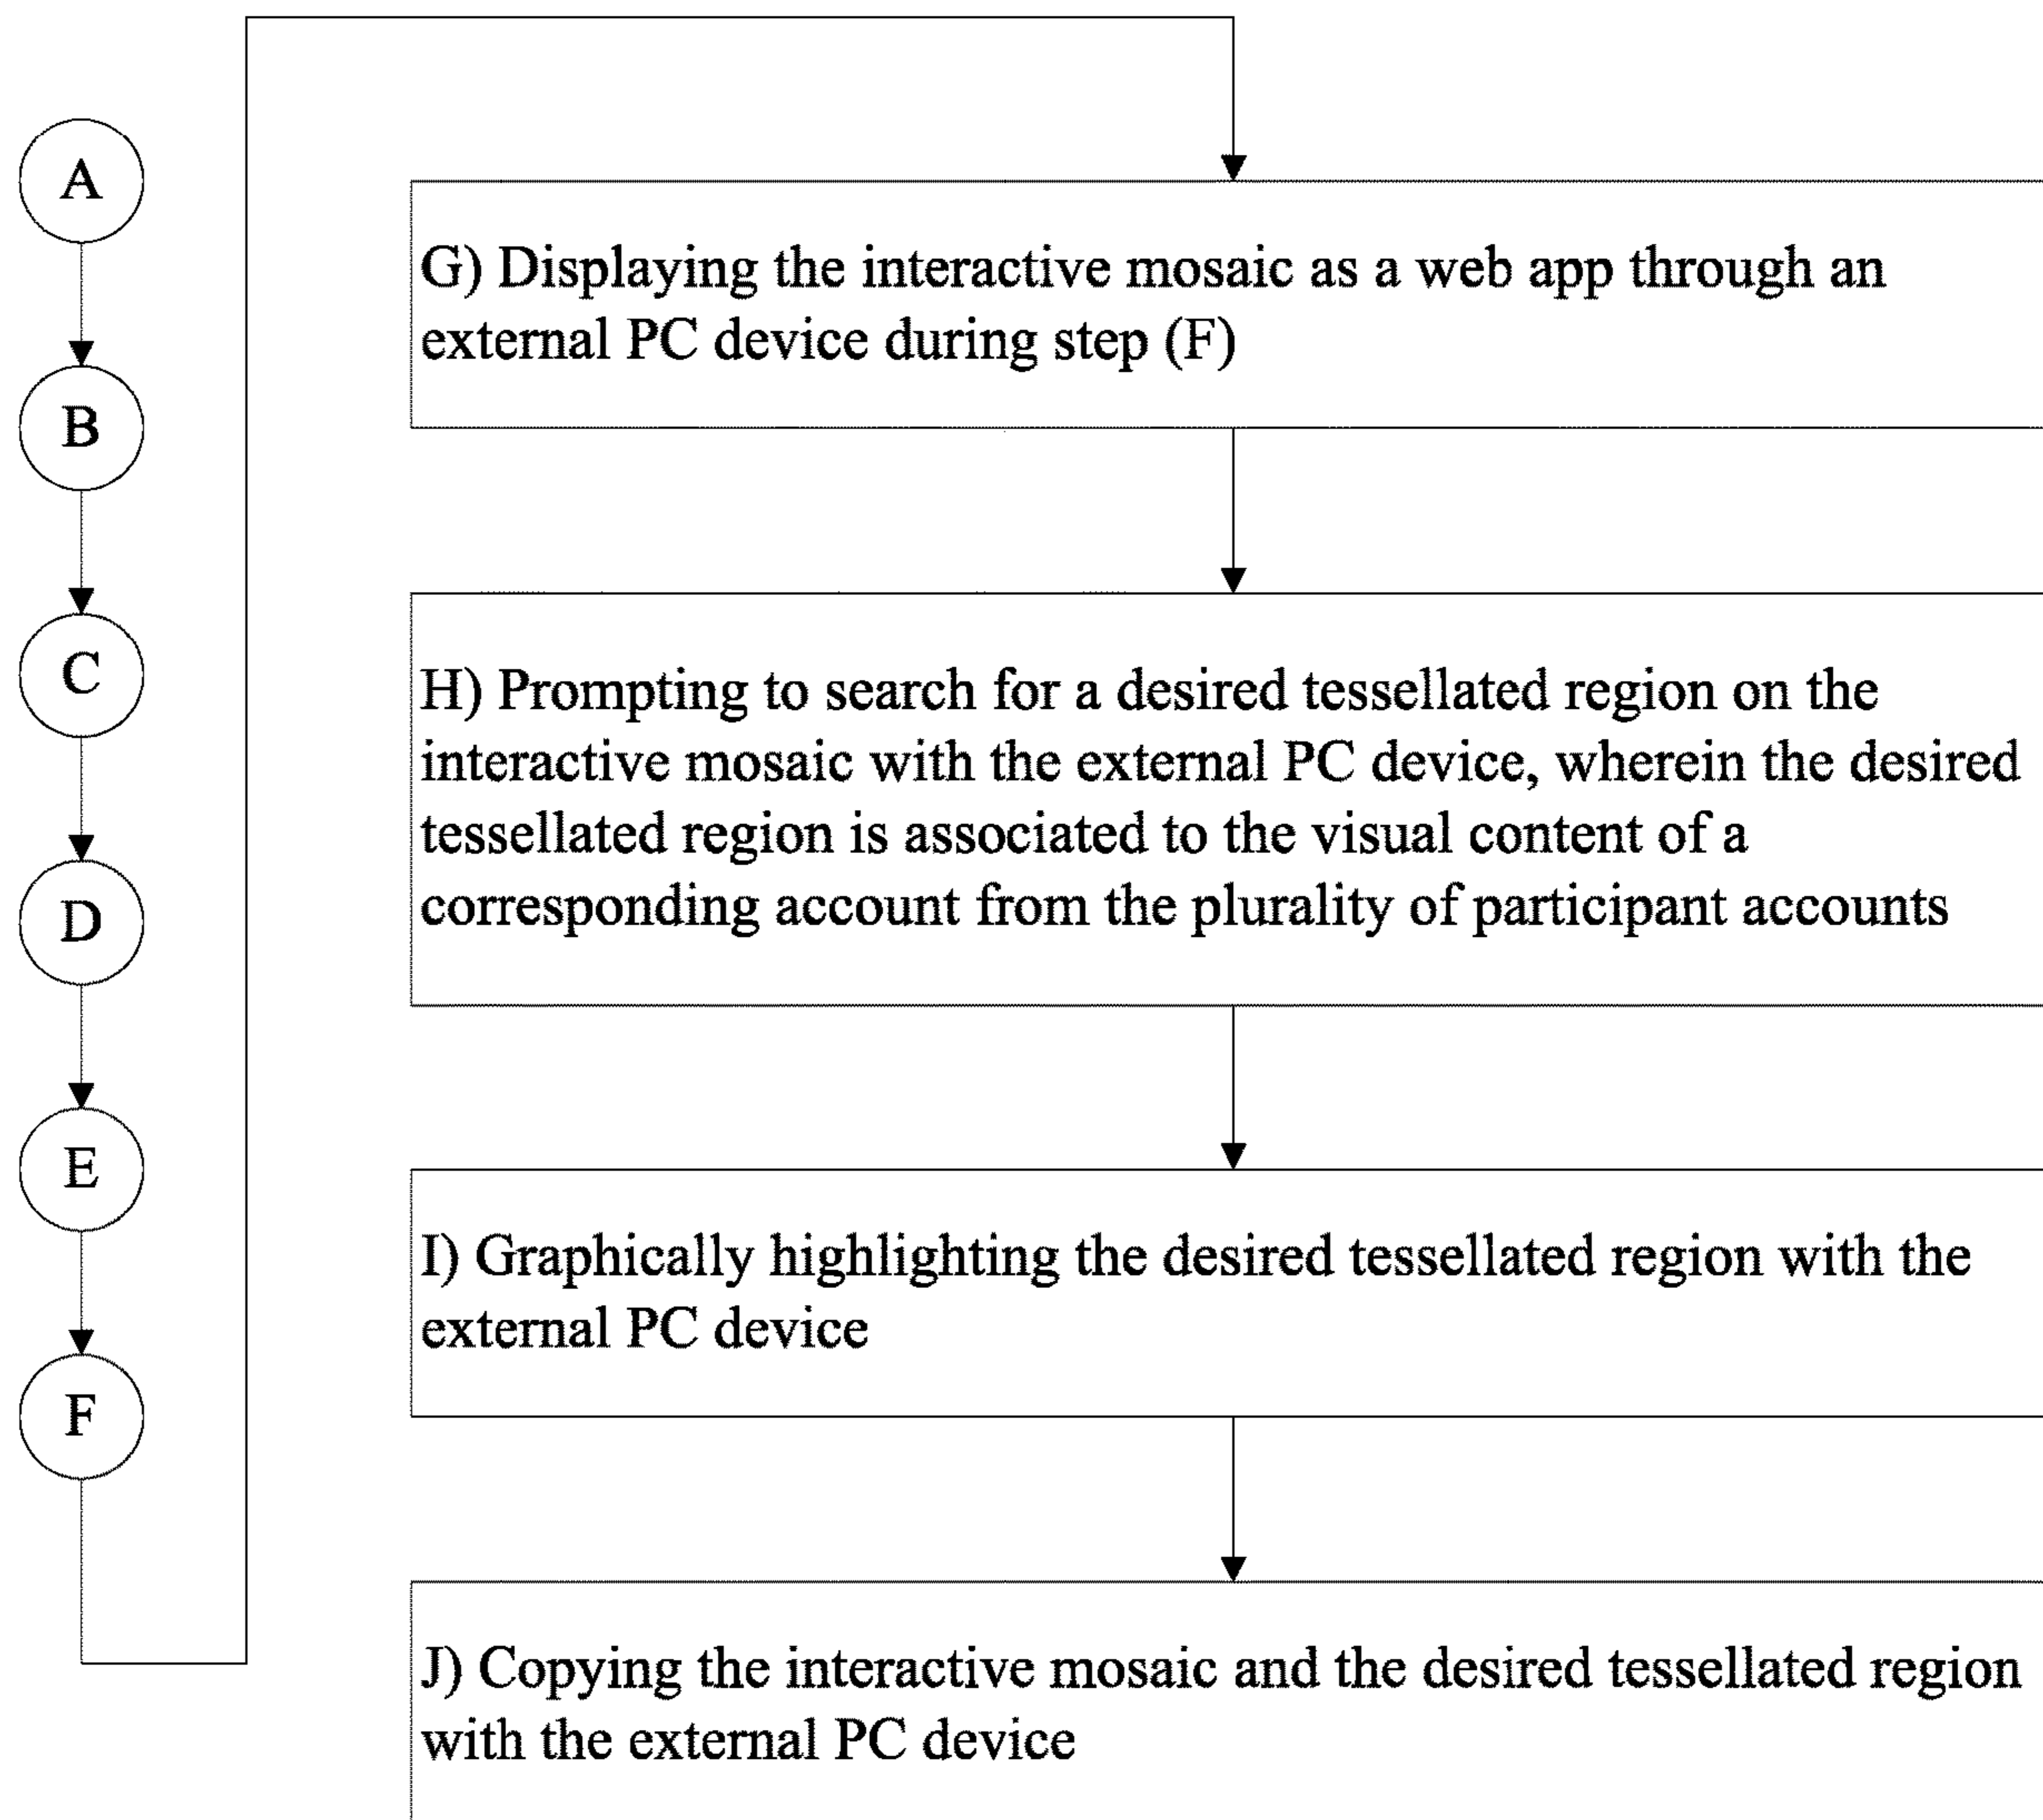 A
B
C
D
E
F
G) Displaying the interactive mosaic as a web app through an
external PC device during step (F)
H) Prompting to search for a desired tessellated region on the
interactive mosaic with the external PC device, wherein the desired
tessellated region is associated to the visual content of a
corresponding account from the plurality of participant accounts
I) Graphically highlighting the desired tessellated region with the
external PC device
J) Copying the interactive mosaic and the desired tessellated region
with the external PC device